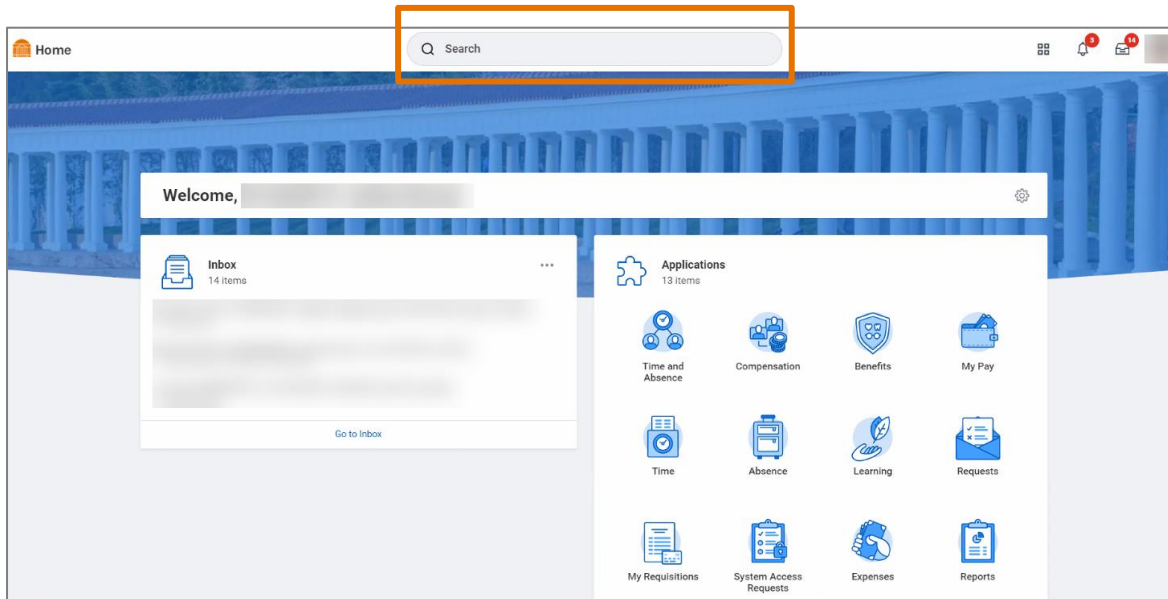 Home
Search
3
14
Welcome,
Inbox
14 items
Go to Inbox
Applications
13 items
Time and
Absence
Compensation
Benefits
My Pay
Time
Absence
Learning
Requests
My Requisitions
System Access
Requests
Expenses
Reports